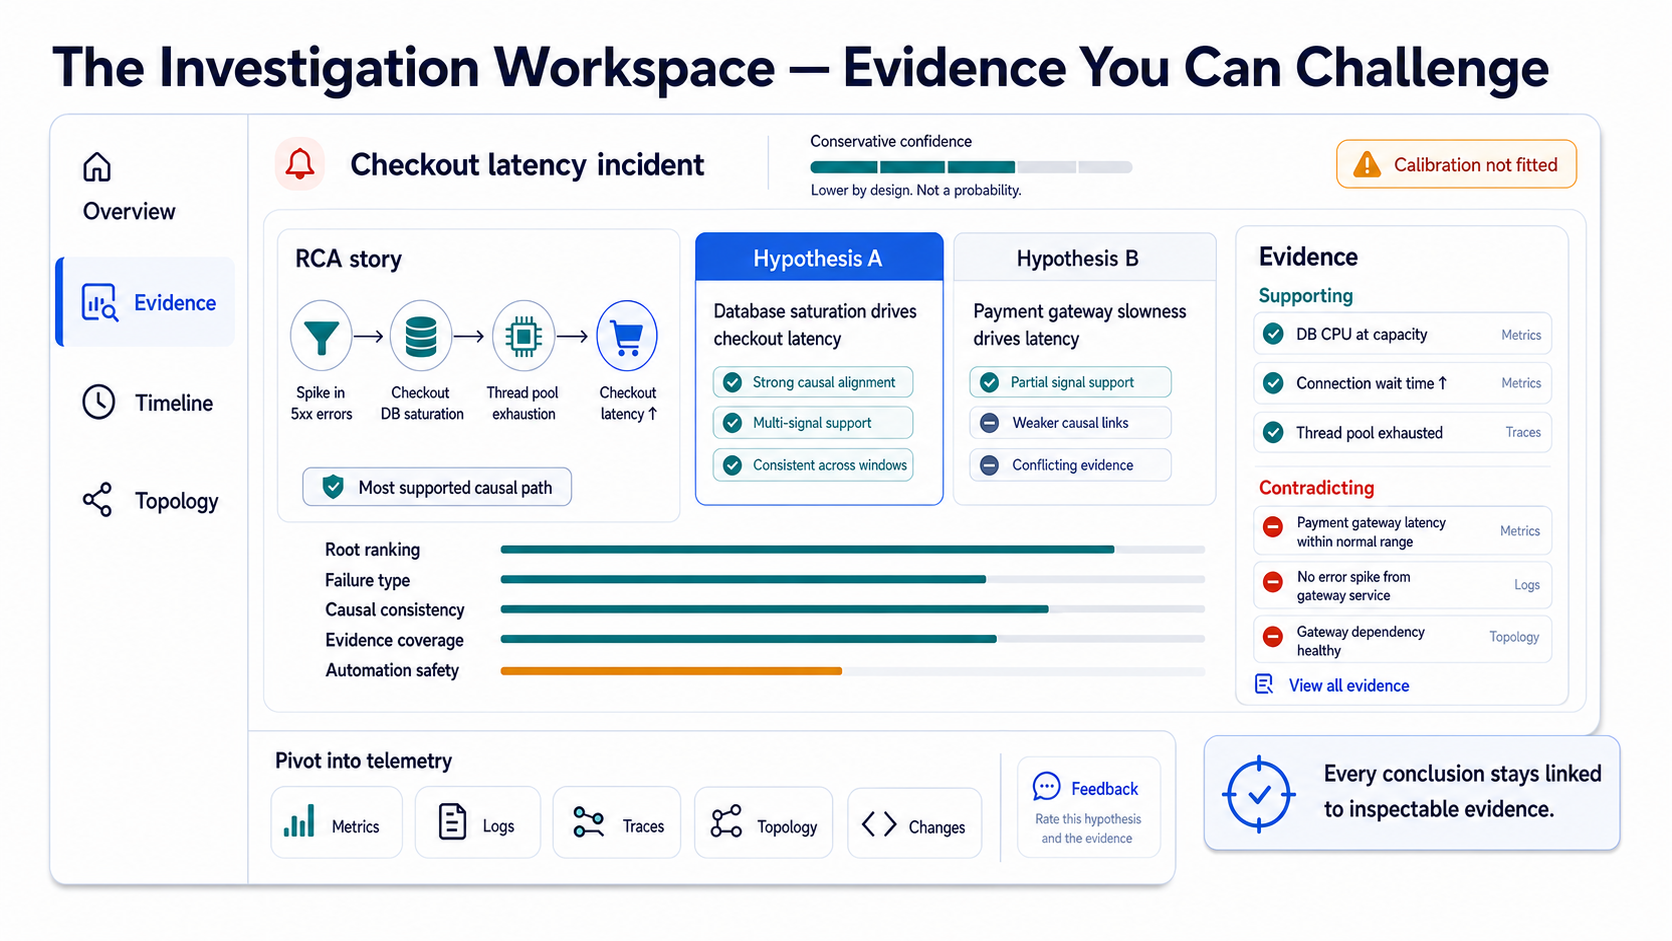 The Investigation Workspace — Evidence You Can Challenge
Overview
Evidence
Timeline
Topology
Checkout latency incident
Conservative confidence
Lower by design. Not a probability.
Calibration not fitted
RCA story
Spike in
5xx errors
Checkout
DB saturation
Thread pool
exhaustion
Checkout
latency ↑
Most supported causal path
Hypothesis A
Database saturation drives
checkout latency
Strong causal alignment
Multi-signal support
Consistent across windows
Hypothesis B
Payment gateway slowness
drives latency
Partial signal support
Weaker causal links
Conflicting evidence
Root ranking
Failure type
Causal consistency
Evidence coverage
Automation safety
Evidence
Supporting
DB CPU at capacity Metrics
Connection wait time ↑ Metrics
Thread pool exhausted Traces
Contradicting
Payment gateway latency
within normal range
Metrics
No error spike from
gateway service
Logs
Gateway dependency
healthy
Topology
View all evidence
Pivot into telemetry
Metrics
Logs
Traces
Topology
Changes
Feedback
Rate this hypothesis
and the evidence
Every conclusion stays linked
to inspectable evidence.